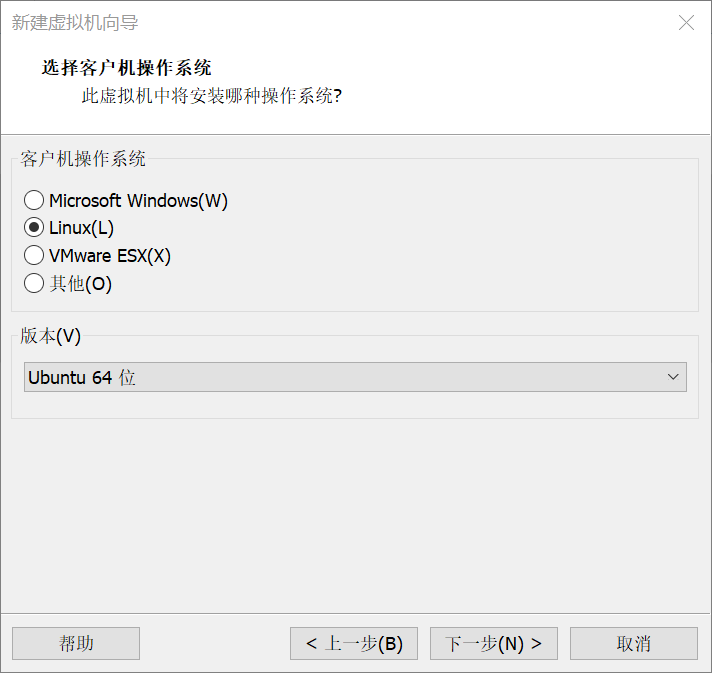 新建虚拟机向导
选择客户机操作系统
此虚拟机中将安装哪种操作系统?
客户机操作系统
Microsoft Windows(W)
Linux(L)
VMware ESX(X)
其他(O)
版本(V)
Ubuntu 64 位
帮助
< 上一步(B)
下一步(N) >
取消